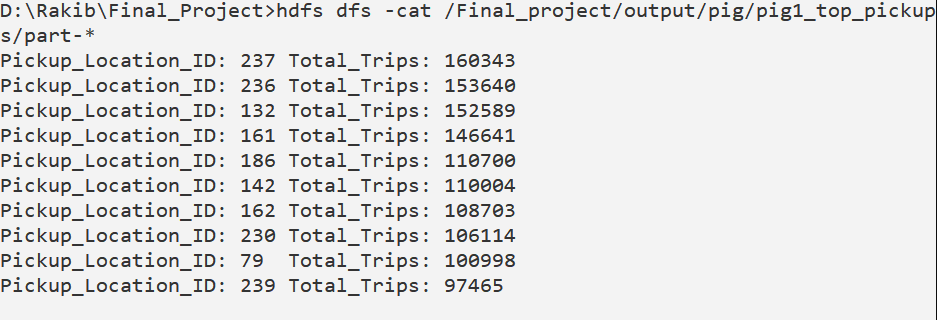 D:\Rakib\Final_Project>hdfs dfs -cat /Final_project/output/pig/pig1_top_pickup
s/part-*
Pickup_Location_ID: 237 Total_Trips: 160343
Pickup_Location_ID: 236 Total_Trips: 153640
Pickup_Location_ID: 132 Total_Trips: 152589
Pickup_Location_ID: 161 Total_Trips: 146641
Pickup_Location_ID: 186 Total_Trips: 110700
Pickup_Location_ID: 142 Total_Trips: 110004
Pickup_Location_ID: 162 Total_Trips: 108703
Pickup_Location_ID: 230 Total_Trips: 106114
Pickup_Location_ID: 79  Total_Trips: 100998
Pickup_Location_ID: 239 Total_Trips: 97465